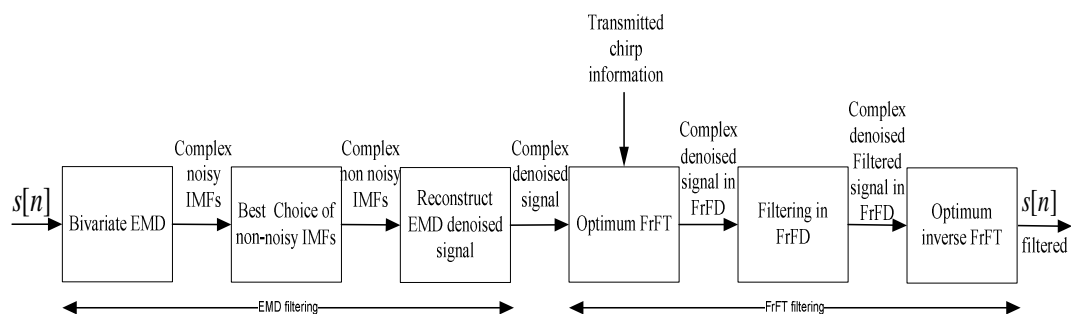 Transmitted
chirp
information
s[n]
Bivariate EMD
Complex
noisy
IMFs
Best Choice of
non-noisy IMFs
Complex
non noisy
IMFs
Reconstruct
EMD denoised
signal
Complex
denoised
signal
Optimum FrFT
Complex
denoised
signal in
FrFD
Filtering in
FrFD
Complex
denoised
Filtered
signal in
FrFD
Optimum
inverse FrFT
s[n]
filtered
EMD filtering
FrFT filtering